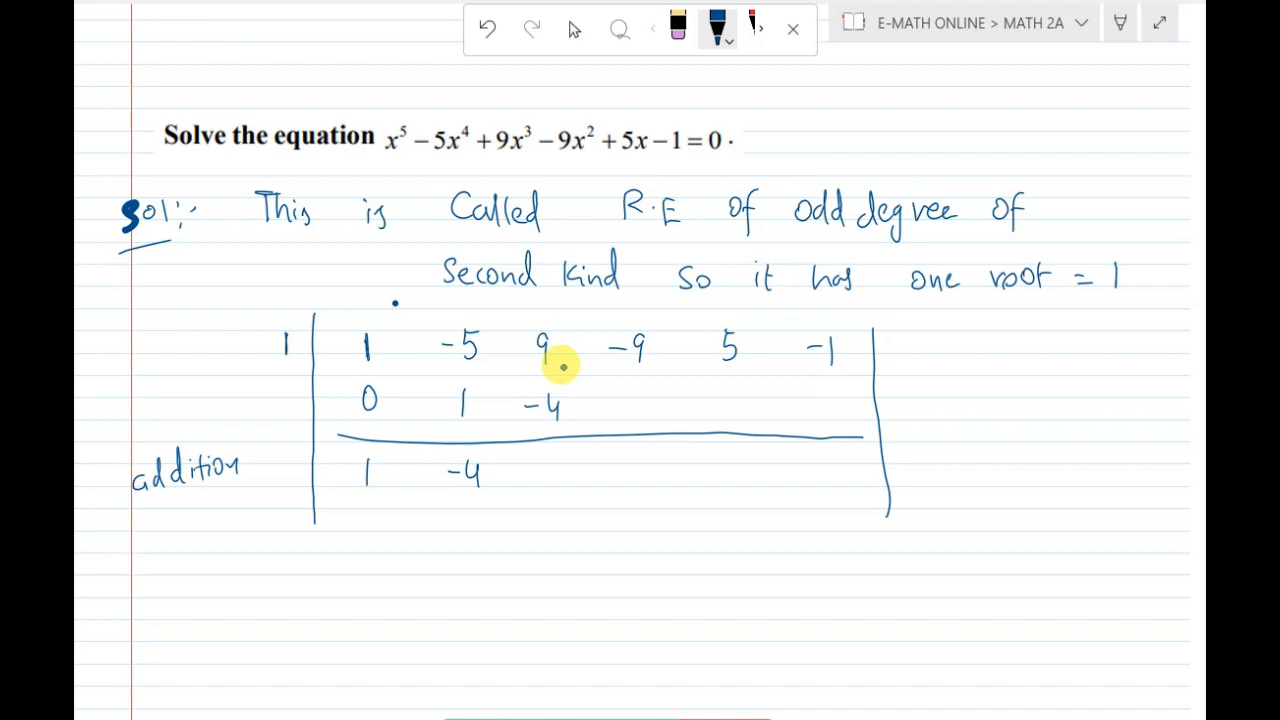 E-MATH ONLINE > MATH 2A
Solve the equation x⁵ − 5x⁴ + 9x³ − 9x² + 5x − 1 = 0 .
Sol:- This is Called R.E of odd degree of
Second kind So it has one root = 1
1 | 1 -5 9 -9 5 -1
0 1 -4
addition 1 -4